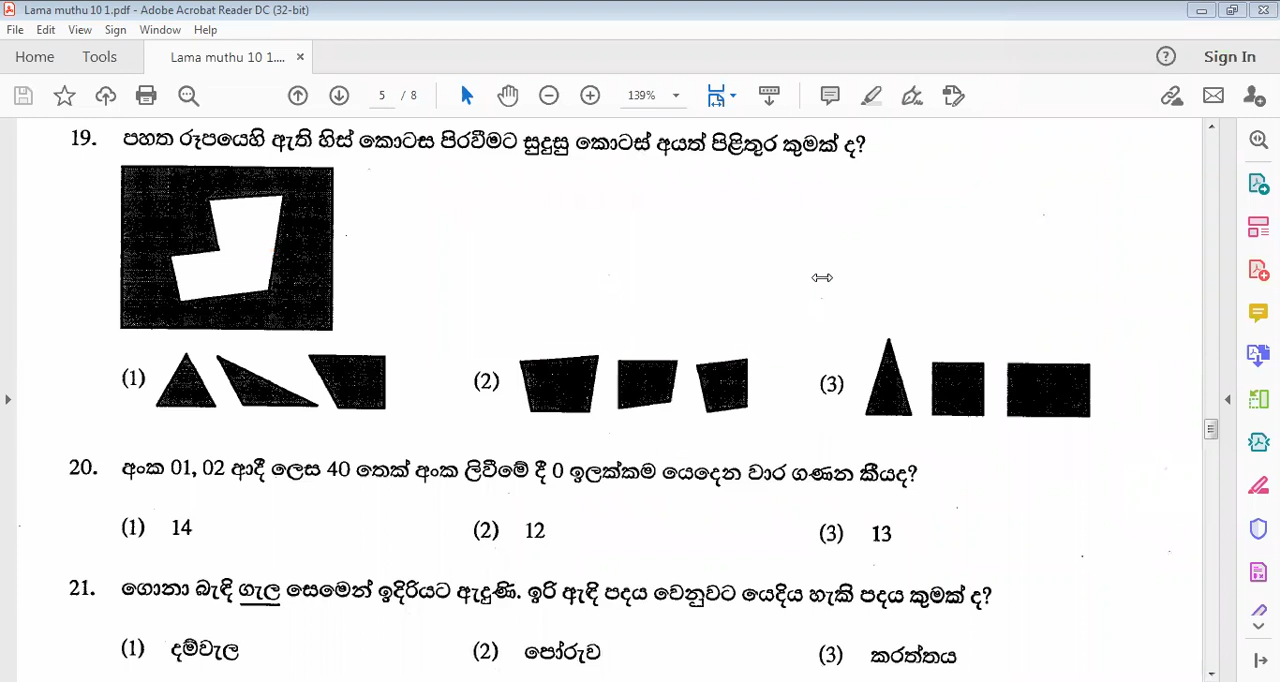 Lama muthu 10 1.pdf - Adobe Acrobat Reader DC (32-bit)
File Edit View Sign Window Help
Home Tools Lama muthu 10 1.... ×
Sign In
5 / 8 139%
19. පහත රූපයෙහි ඇති හිස් කොටස පිරවීමට සුදුසු කොටස් අයත් පිළිතුර කුමක් ද?
(1) (2) (3)
20. අංක 01, 02 ආදී ලෙස 40 තෙක් අංක ලිවීමේ දී 0 ඉලක්කම යෙදෙන වාර ගණන කීයද?
(1) 14 (2) 12 (3) 13
21. ගොනා බැඳි ගැල සෙමෙන් ඉදිරියට ඇදුණි. ඉරි ඇඳි පදය වෙනුවට යෙදිය හැකි පදය කුමක් ද?
(1) දම්වැල (2) පෝරුව (3) කරත්තය